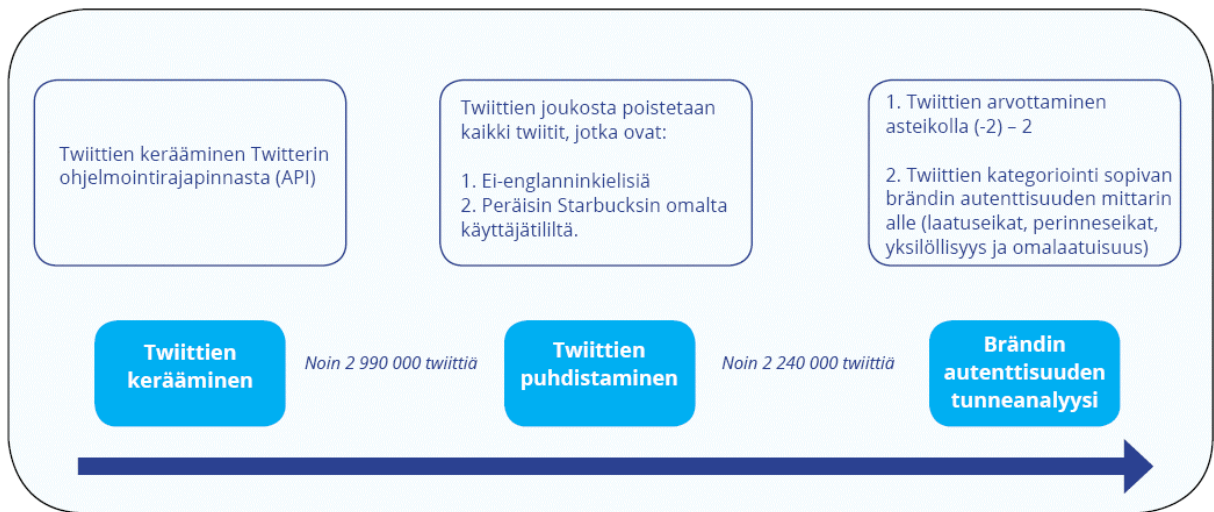 Twiittien kerääminen Twitterin
ohjelmointirajapinnasta (API)
Twiittien joukosta poistetaan
kaikki twiitit, jotka ovat:
1. Ei-englanninkielisiä
2. Peräisin Starbucksin omalta
käyttäjätililtä.
1. Twiittien arvottaminen
asteikolla (-2) – 2
2. Twiittien kategoriointi sopivan
brändin autenttisuuden mittarin
alle (laatuseikat, perinneseikat,
yksilöllisyys ja omalaatuisuus)
Twiittien
kerääminen
Noin 2 990 000 twiittiä
Twiittien
puhdistaminen
Noin 2 240 000 twiittiä
Brändin
autenttisuuden
tunneanalyysi